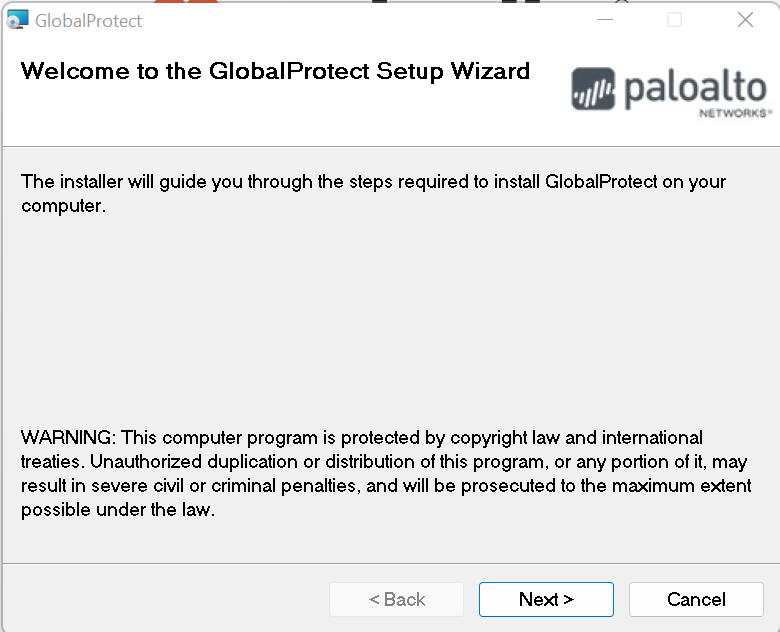 GlobalProtect
Welcome to the GlobalProtect Setup Wizard
paloalto
NETWORKS®
The installer will guide you through the steps required to install GlobalProtect on your
computer.
WARNING: This computer program is protected by copyright law and international
treaties. Unauthorized duplication or distribution of this program, or any portion of it, may
result in severe civil or criminal penalties, and will be prosecuted to the maximum extent
possible under the law.
< Back
Next >
Cancel